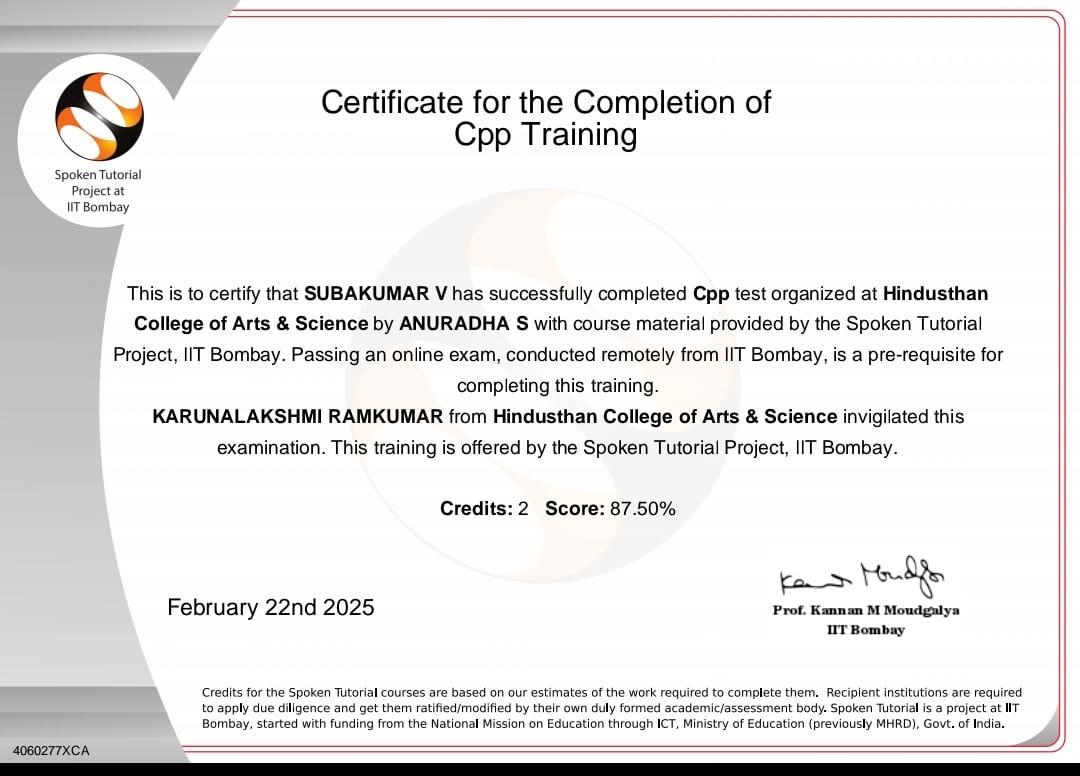 Spoken Tutorial
Project at
IIT Bombay
Certificate for the Completion of
Cpp Training
This is to certify that SUBAKUMAR V has successfully completed Cpp test organized at Hindusthan
College of Arts & Science by ANURADHA S with course material provided by the Spoken Tutorial
Project, IIT Bombay. Passing an online exam, conducted remotely from IIT Bombay, is a pre-requisite for
completing this training.
KARUNALAKSHMI RAMKUMAR from Hindusthan College of Arts & Science invigilated this
examination. This training is offered by the Spoken Tutorial Project, IIT Bombay.
Credits: 2 Score: 87.50%
February 22nd 2025
Kannan Moudgalya
Prof. Kannan M Moudgalya
IIT Bombay
Credits for the Spoken Tutorial courses are based on our estimates of the work required to complete them. Recipient institutions are required
to apply due diligence and get them ratified/modified by their own duly formed academic/assessment body. Spoken Tutorial is a project at IIT
Bombay, started with funding from the National Mission on Education through ICT, Ministry of Education (previously MHRD), Govt. of India.
4060277XCA